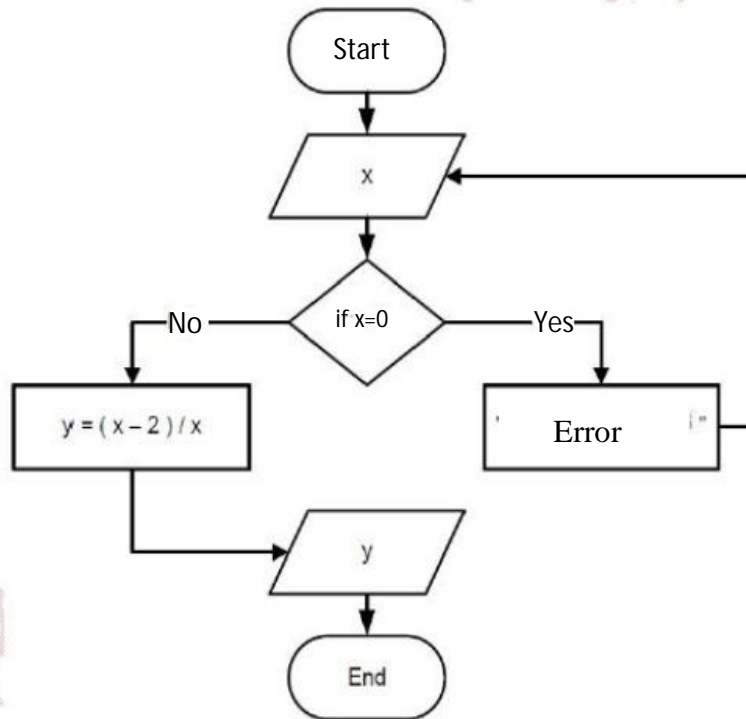 Start
x
if x=0
No
Yes
y = ( x – 2 ) / x
Error
y
End